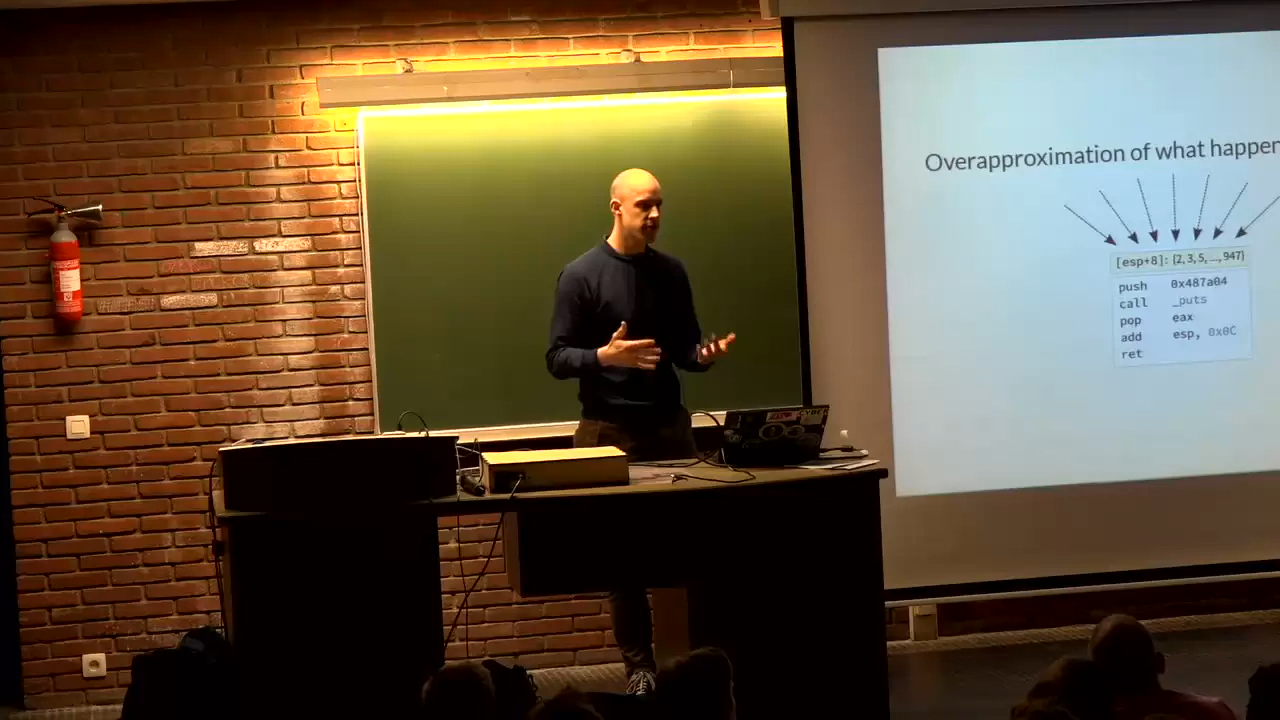 Overapproximation of what happen
[esp+8]: {2, 3, 5, ..., 947}
push 0x487a04
call _puts
pop eax
add esp, 0x0C
ret
CYBER